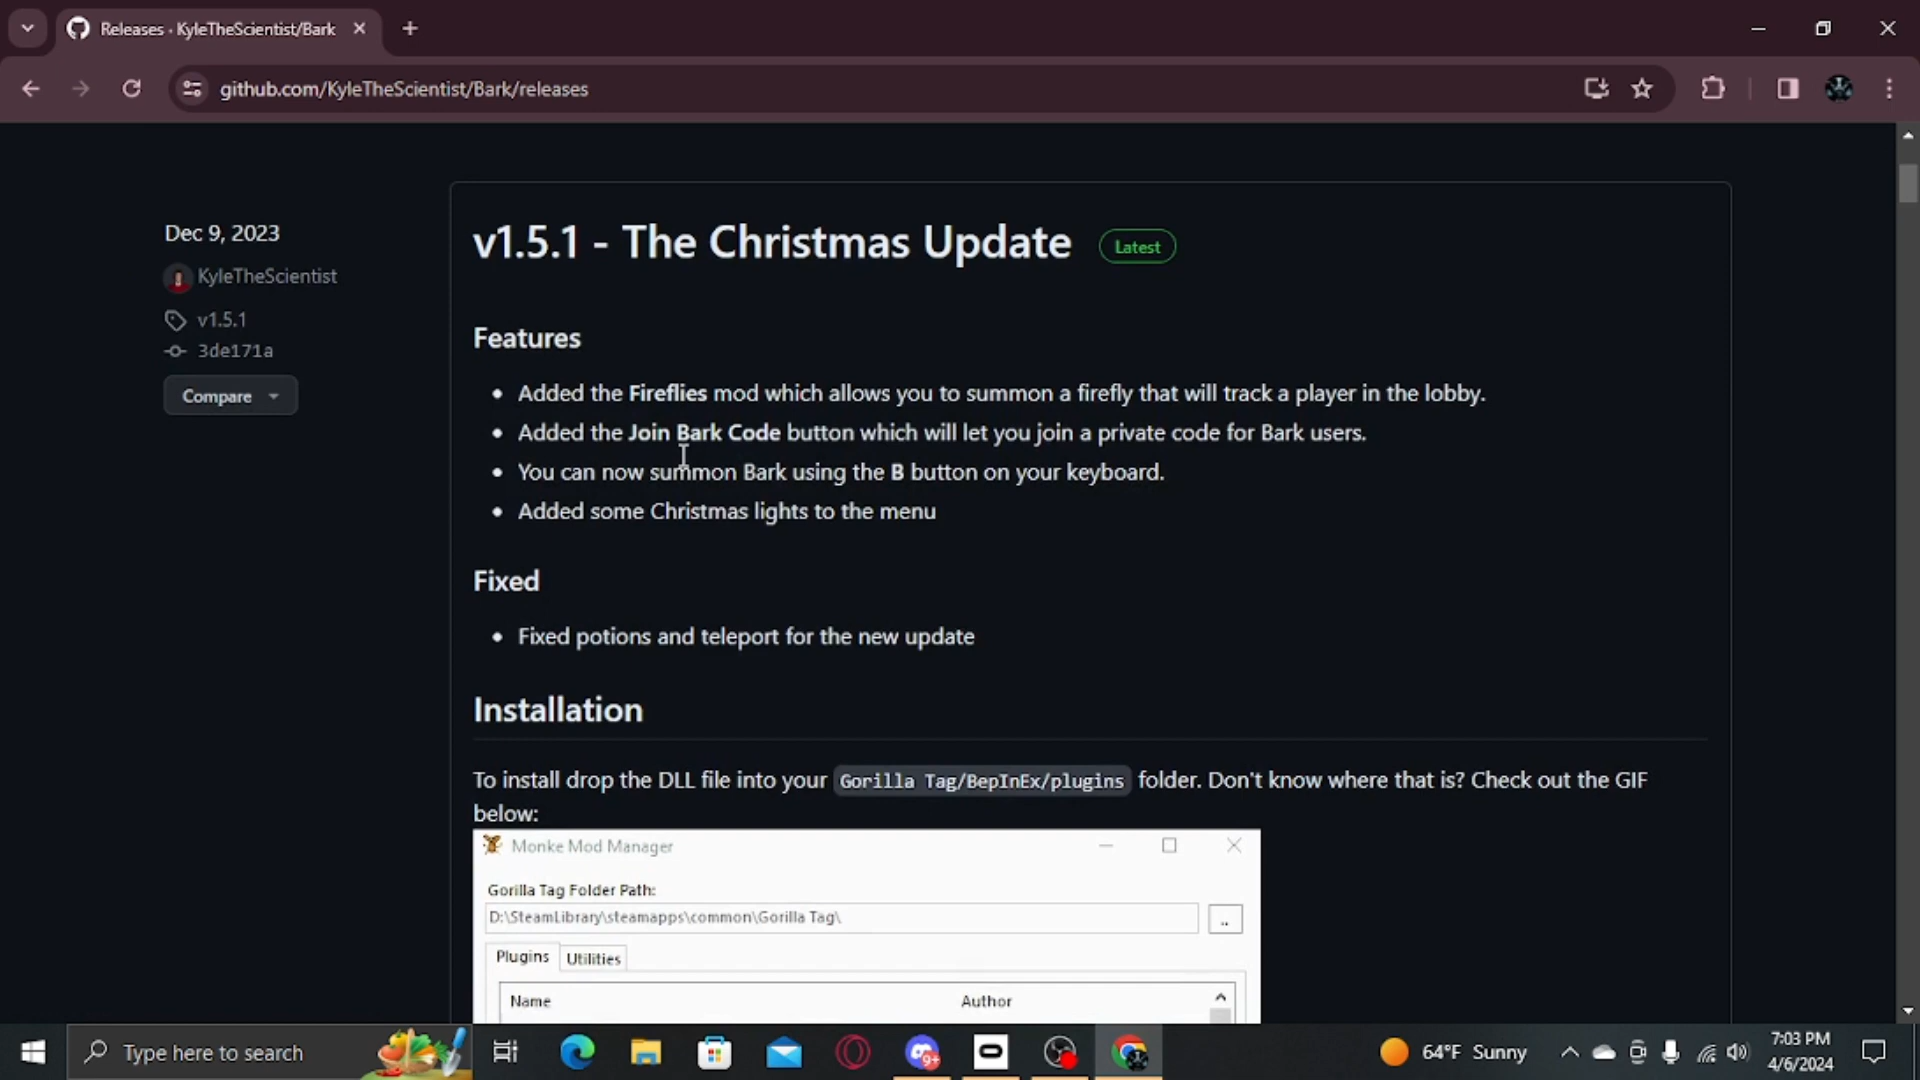 Releases · KyleTheScientist/Bark
github.com/KyleTheScientist/Bark/releases
Dec 9, 2023
KyleTheScientist
v1.5.1
3de171a
Compare
v1.5.1 - The Christmas Update Latest
Features
• Added the Fireflies mod which allows you to summon a firefly that will track a player in the lobby.
• Added the Join Bark Code button which will let you join a private code for Bark users.
• You can now summon Bark using the B button on your keyboard.
• Added some Christmas lights to the menu
Fixed
• Fixed potions and teleport for the new update
Installation
To install drop the DLL file into your Gorilla Tag/BepInEx/plugins folder. Don't know where that is? Check out the GIF
below:
Monke Mod Manager
Gorilla Tag Folder Path:
D:\SteamLibrary\steamapps\common\Gorilla Tag\
..
Plugins Utilities
Name Author
Type here to search
9+
64°F Sunny
7:03 PM
4/6/2024